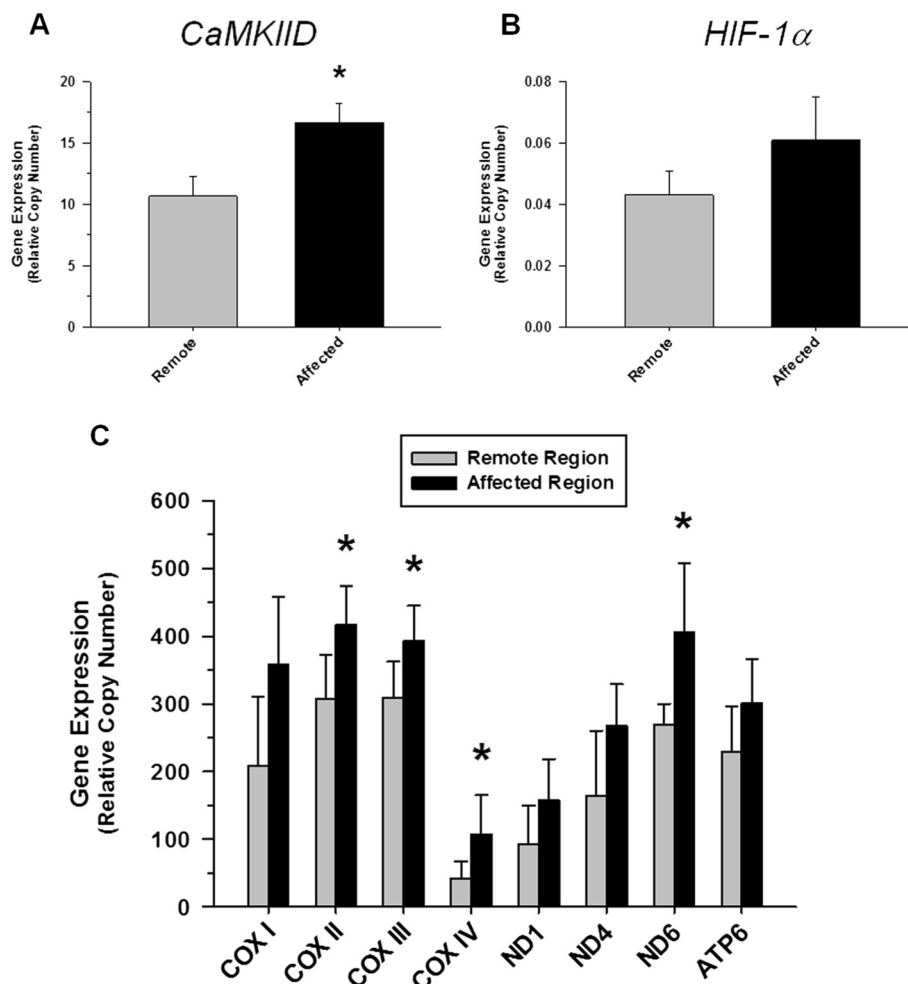 A
CaMKIID
*
20
15
10
5
0
Gene Expression
(Relative Copy Number)
Remote
Affected
B
HIF-1α
0.08
0.06
0.04
0.02
0.00
Gene Expression
(Relative Copy Number)
Remote
Affected
C
Remote Region
Affected Region
600
500
400
300
200
100
0
Gene Expression
(Relative Copy Number)
*
*
*
*
COX I
COX II
COX III
COX IV
ND1
ND4
ND6
ATP6